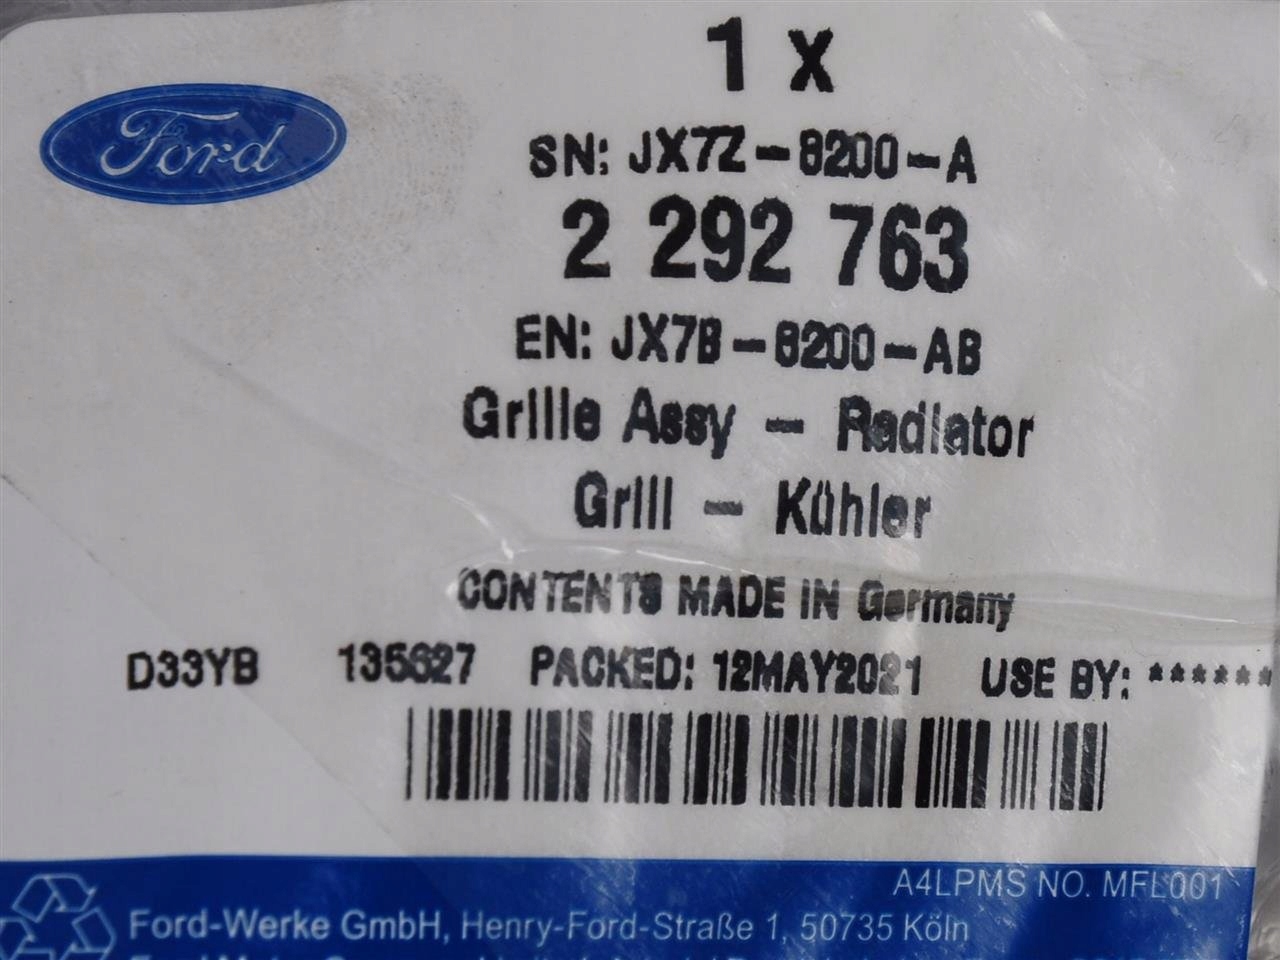 1 x
Ford
SN: JX7Z-8200-A
2 292 763
EN: JX7B-8200-AB
Grille Assy - Radiator
Grill - Kühler
CONTENTS MADE IN Germany
D33YB 135627 PACKED: 12MAY2021 USE BY: ******
A4LPMS NO. MFL001
Ford-Werke GmbH, Henry-Ford-Straße 1, 50735 Köln